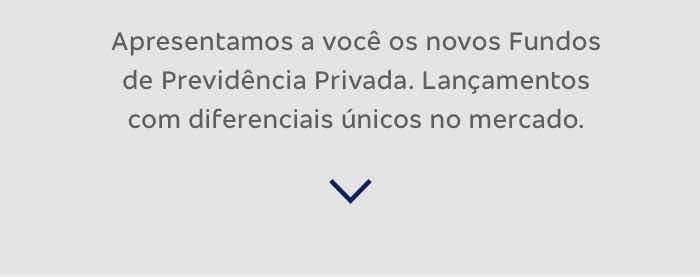 Apresentamos a você os novos Fundos
de Previdência Privada. Lançamentos
com diferenciais únicos no mercado.